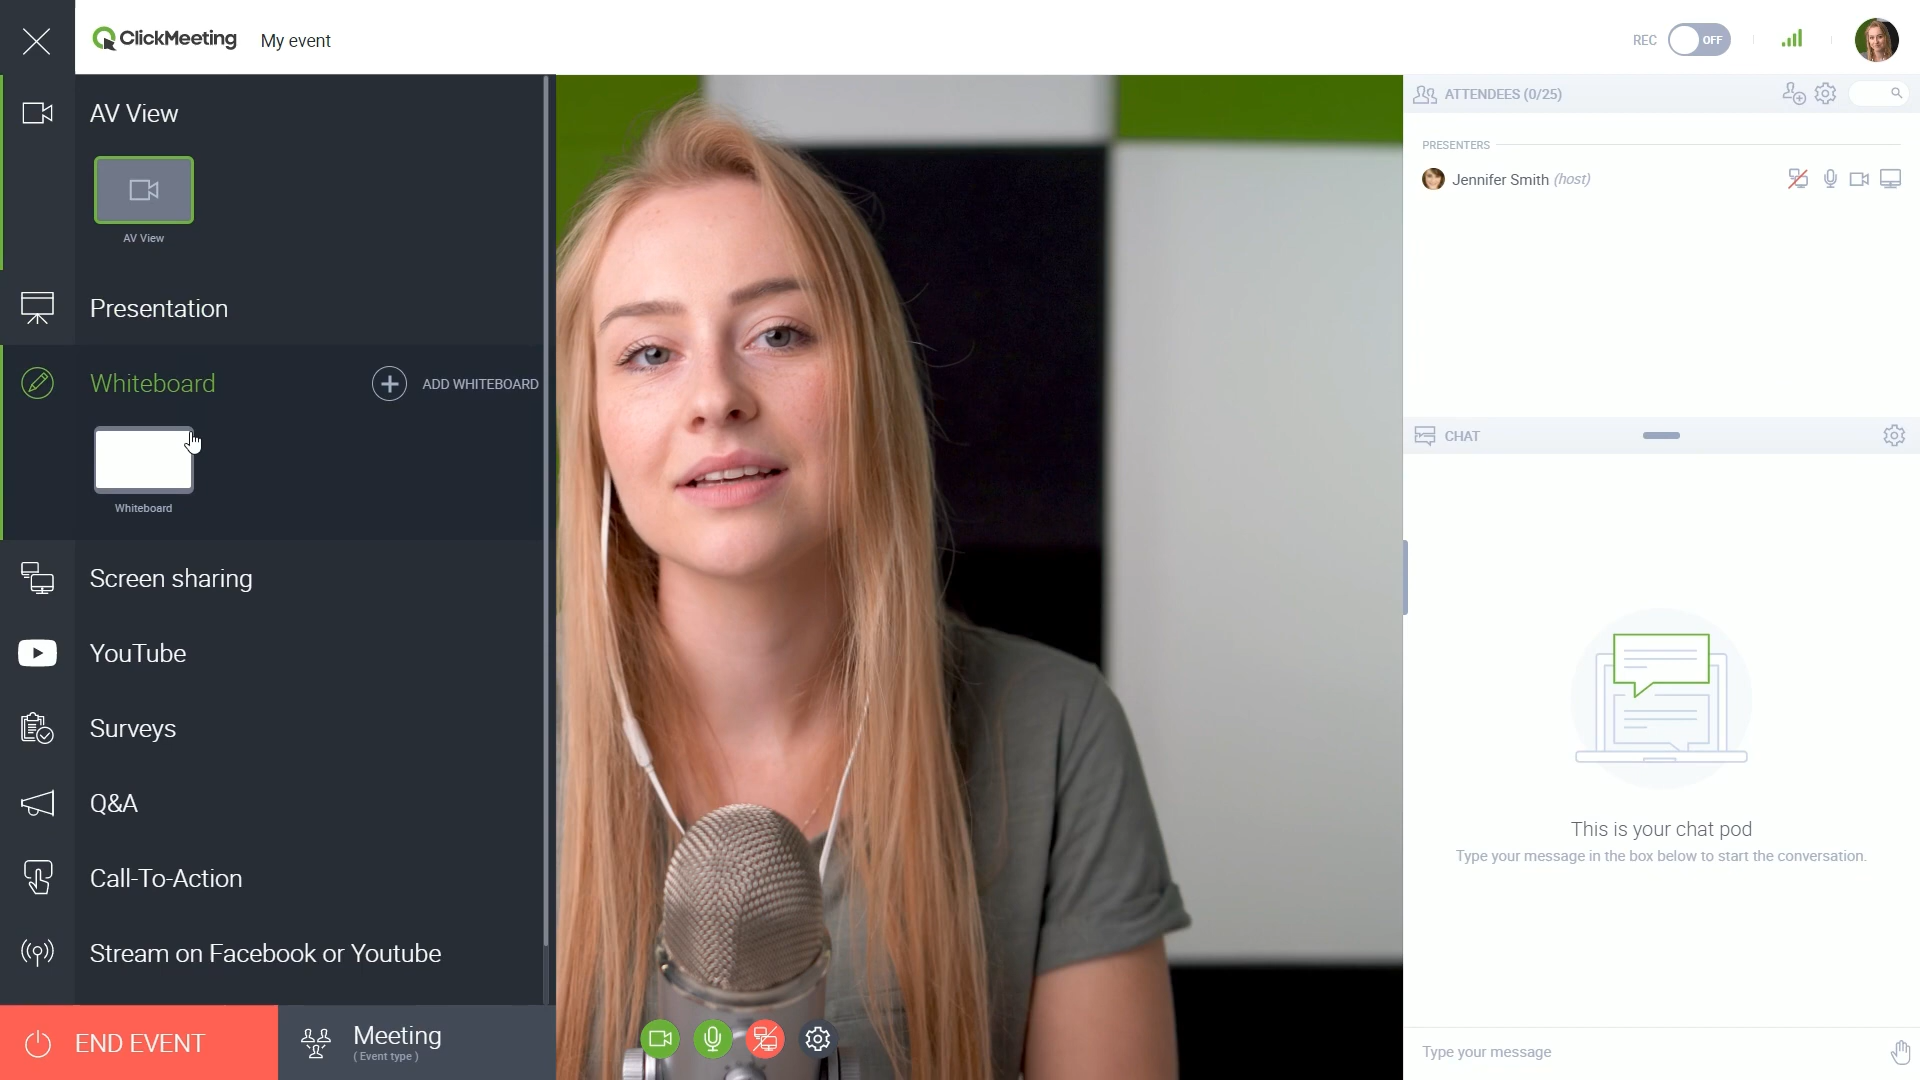 ClickMeeting
My event
REC
OFF
AV View
AV View
Presentation
Whiteboard
ADD WHITEBOARD
Whiteboard
Screen sharing
YouTube
Surveys
Q&A
Call-To-Action
Stream on Facebook or Youtube
END EVENT
Meeting
( Event type )
ATTENDEES (0/25)
PRESENTERS
Jennifer Smith (host)
CHAT
This is your chat pod
Type your message in the box below to start the conversation.
Type your message